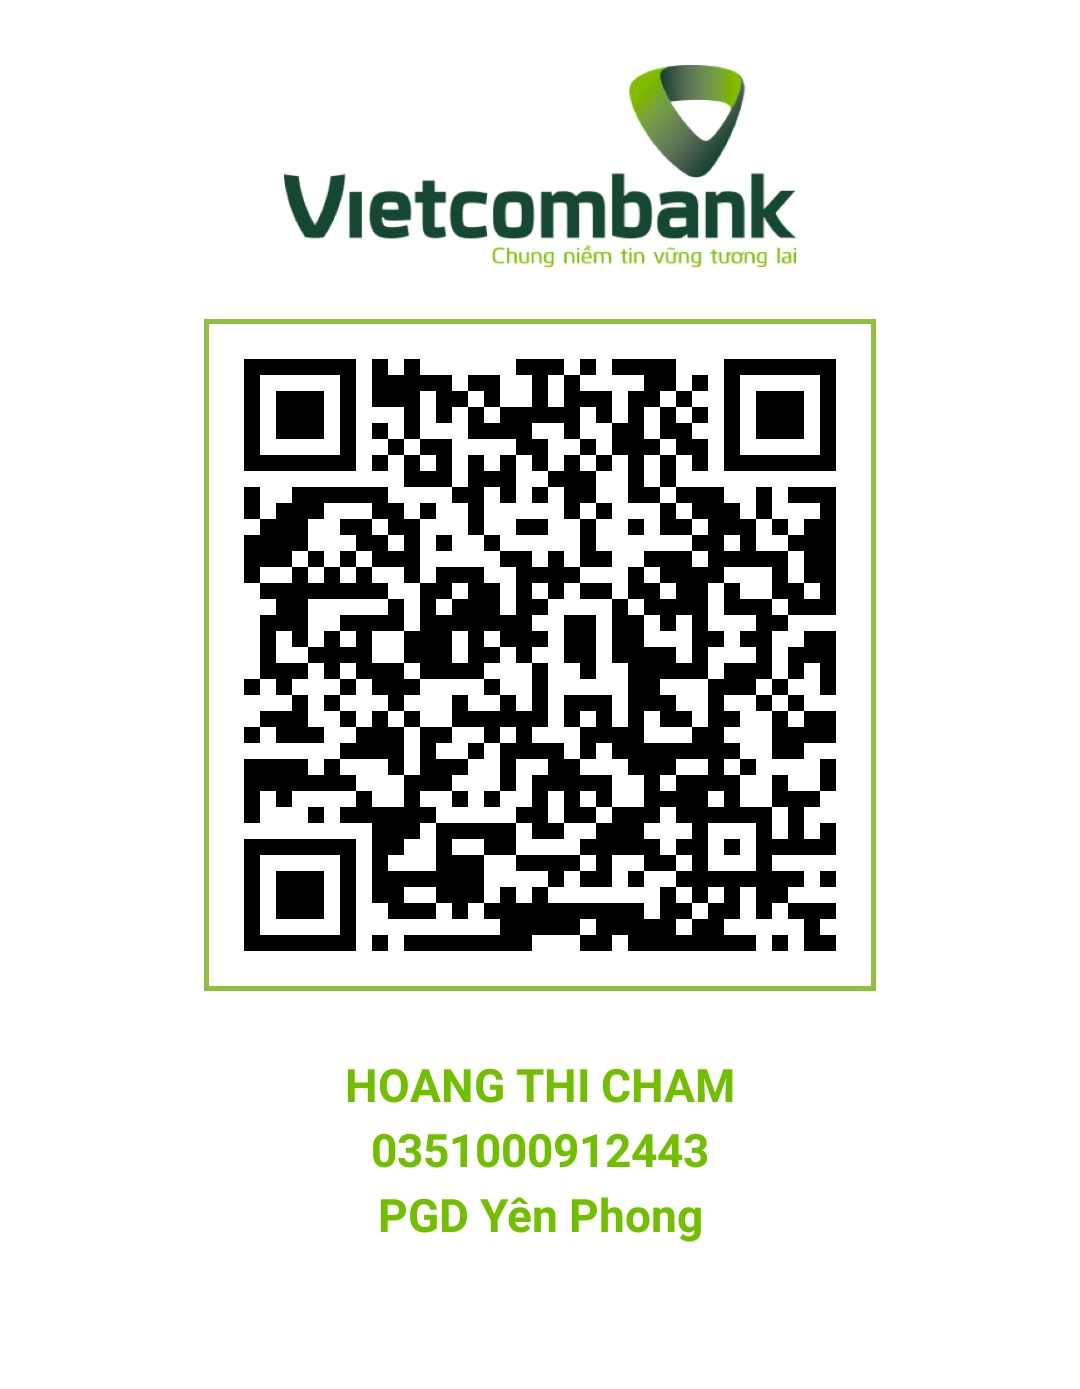 Vietcombank
Chung niềm tin vững tương lai
HOANG THI CHAM
0351000912443
PGD Yên Phong